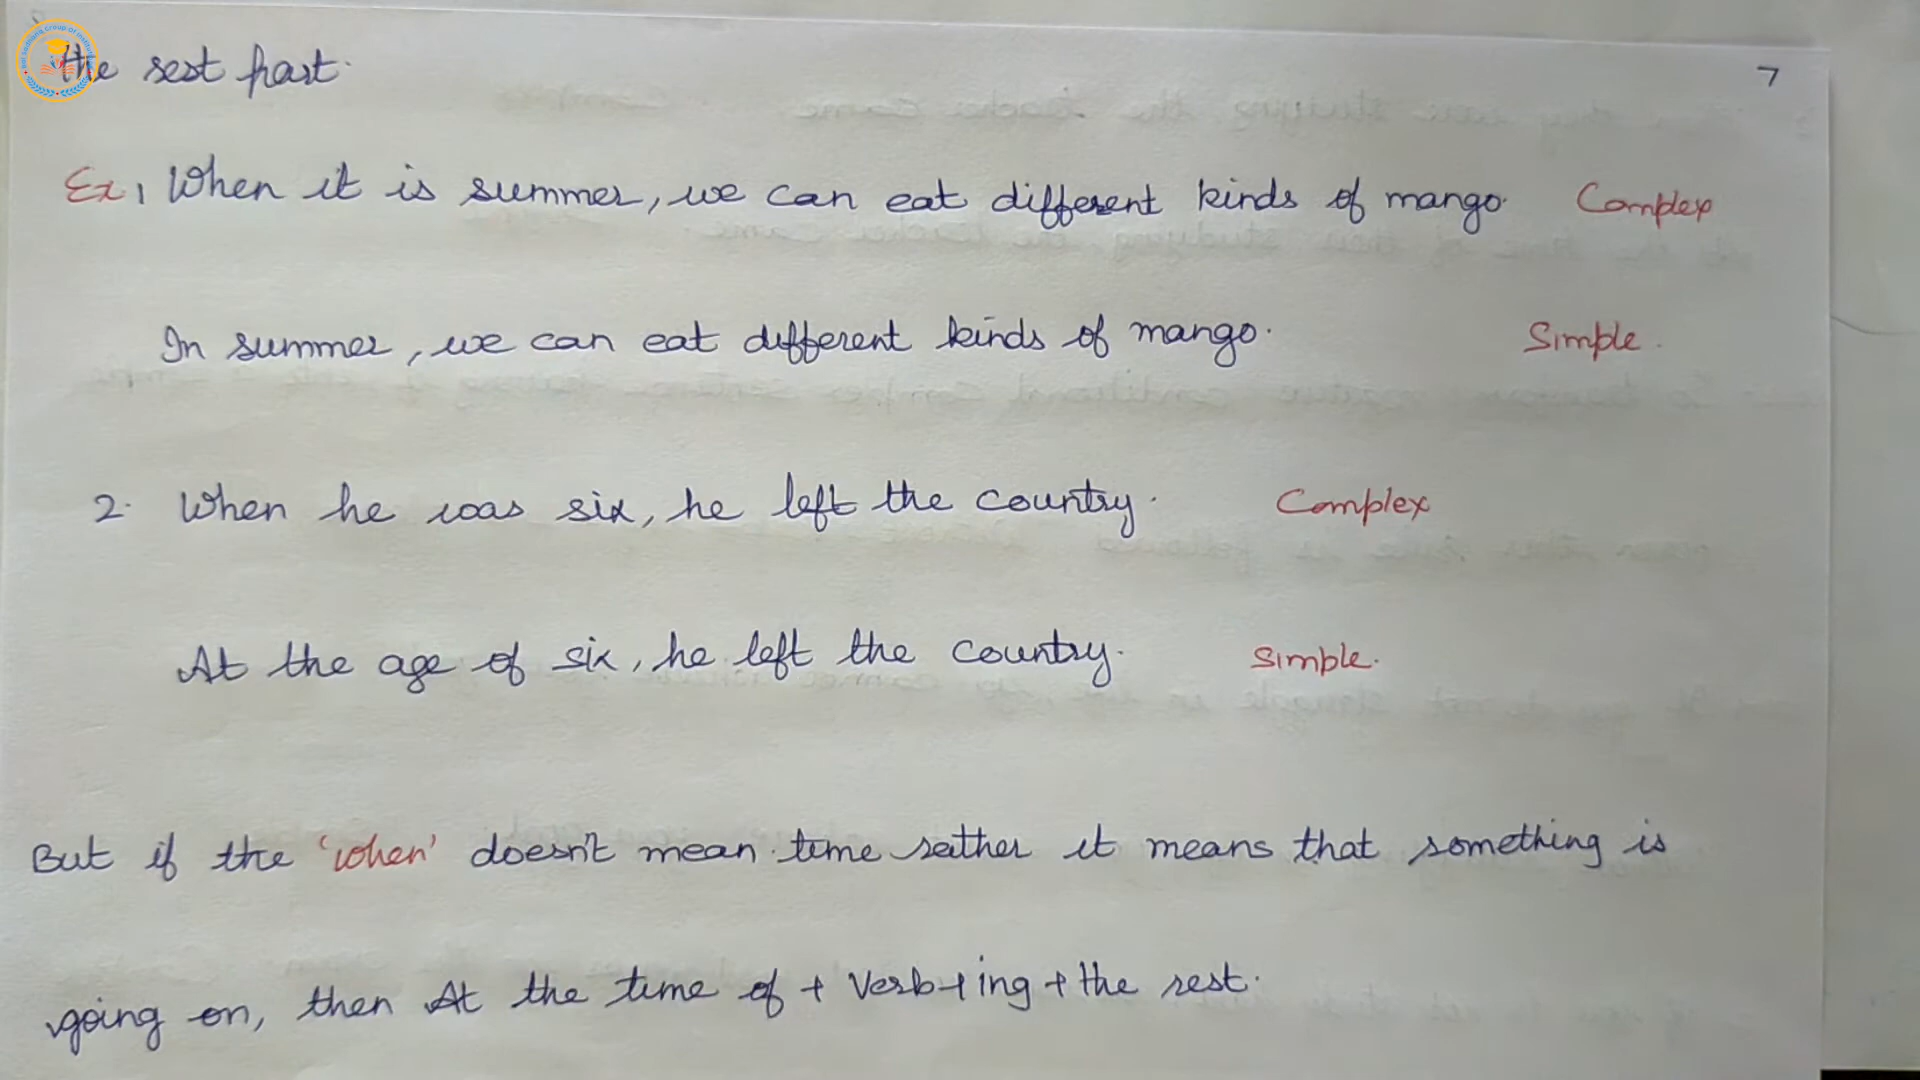 the rest part.
7
Ex, When it is summer, we can eat different kinds of mango. Complex
In summer, we can eat different kinds of mango. Simple.
2. When he was six, he left the country. Complex
At the age of six, he left the country. Simple.
But if the 'when' doesn't mean time rather it means that something is
going on, then At the time of + Verb+ing + the rest.